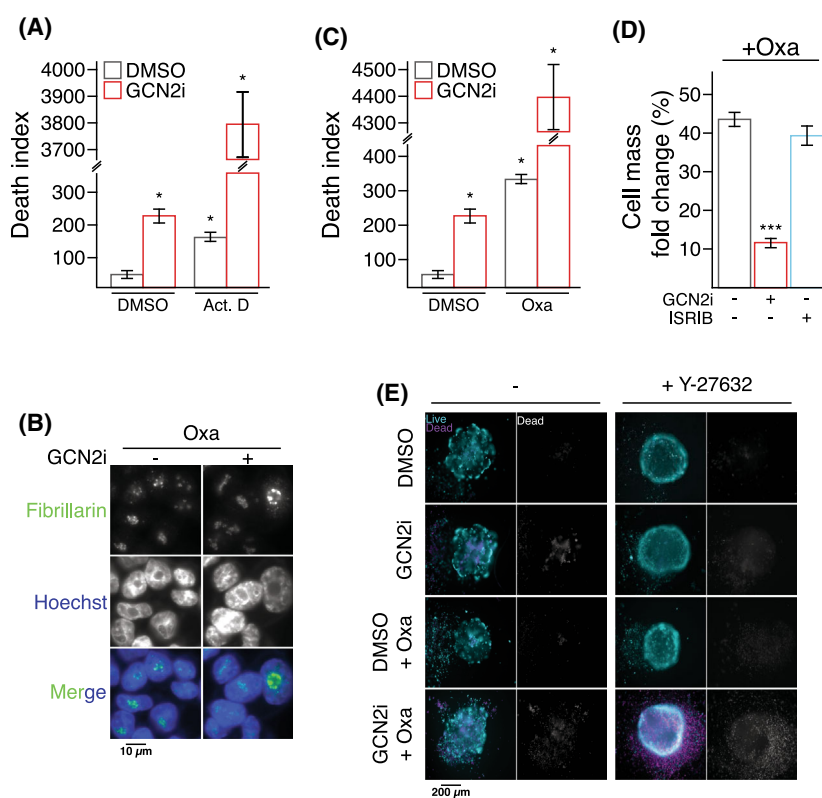 (A)
Death index
4000
3900
3800
3700
200
100
DMSO
GCN2i
*
*
*
DMSO
Act. D
(C)
Death index
4500
4400
4300
400
300
200
100
DMSO
GCN2i
*
*
*
DMSO
Oxa
(D)
+Oxa
Cell mass
fold change (%)
50
40
30
20
10
***
GCN2i - + -
ISRIB - - +
(B)
Oxa
GCN2i - +
Fibrillarin
Hoechst
Merge
10 µm
(E)
- + Y-27632
Live
Dead
Dead
DMSO
GCN2i
DMSO
+ Oxa
GCN2i
+ Oxa
200 µm